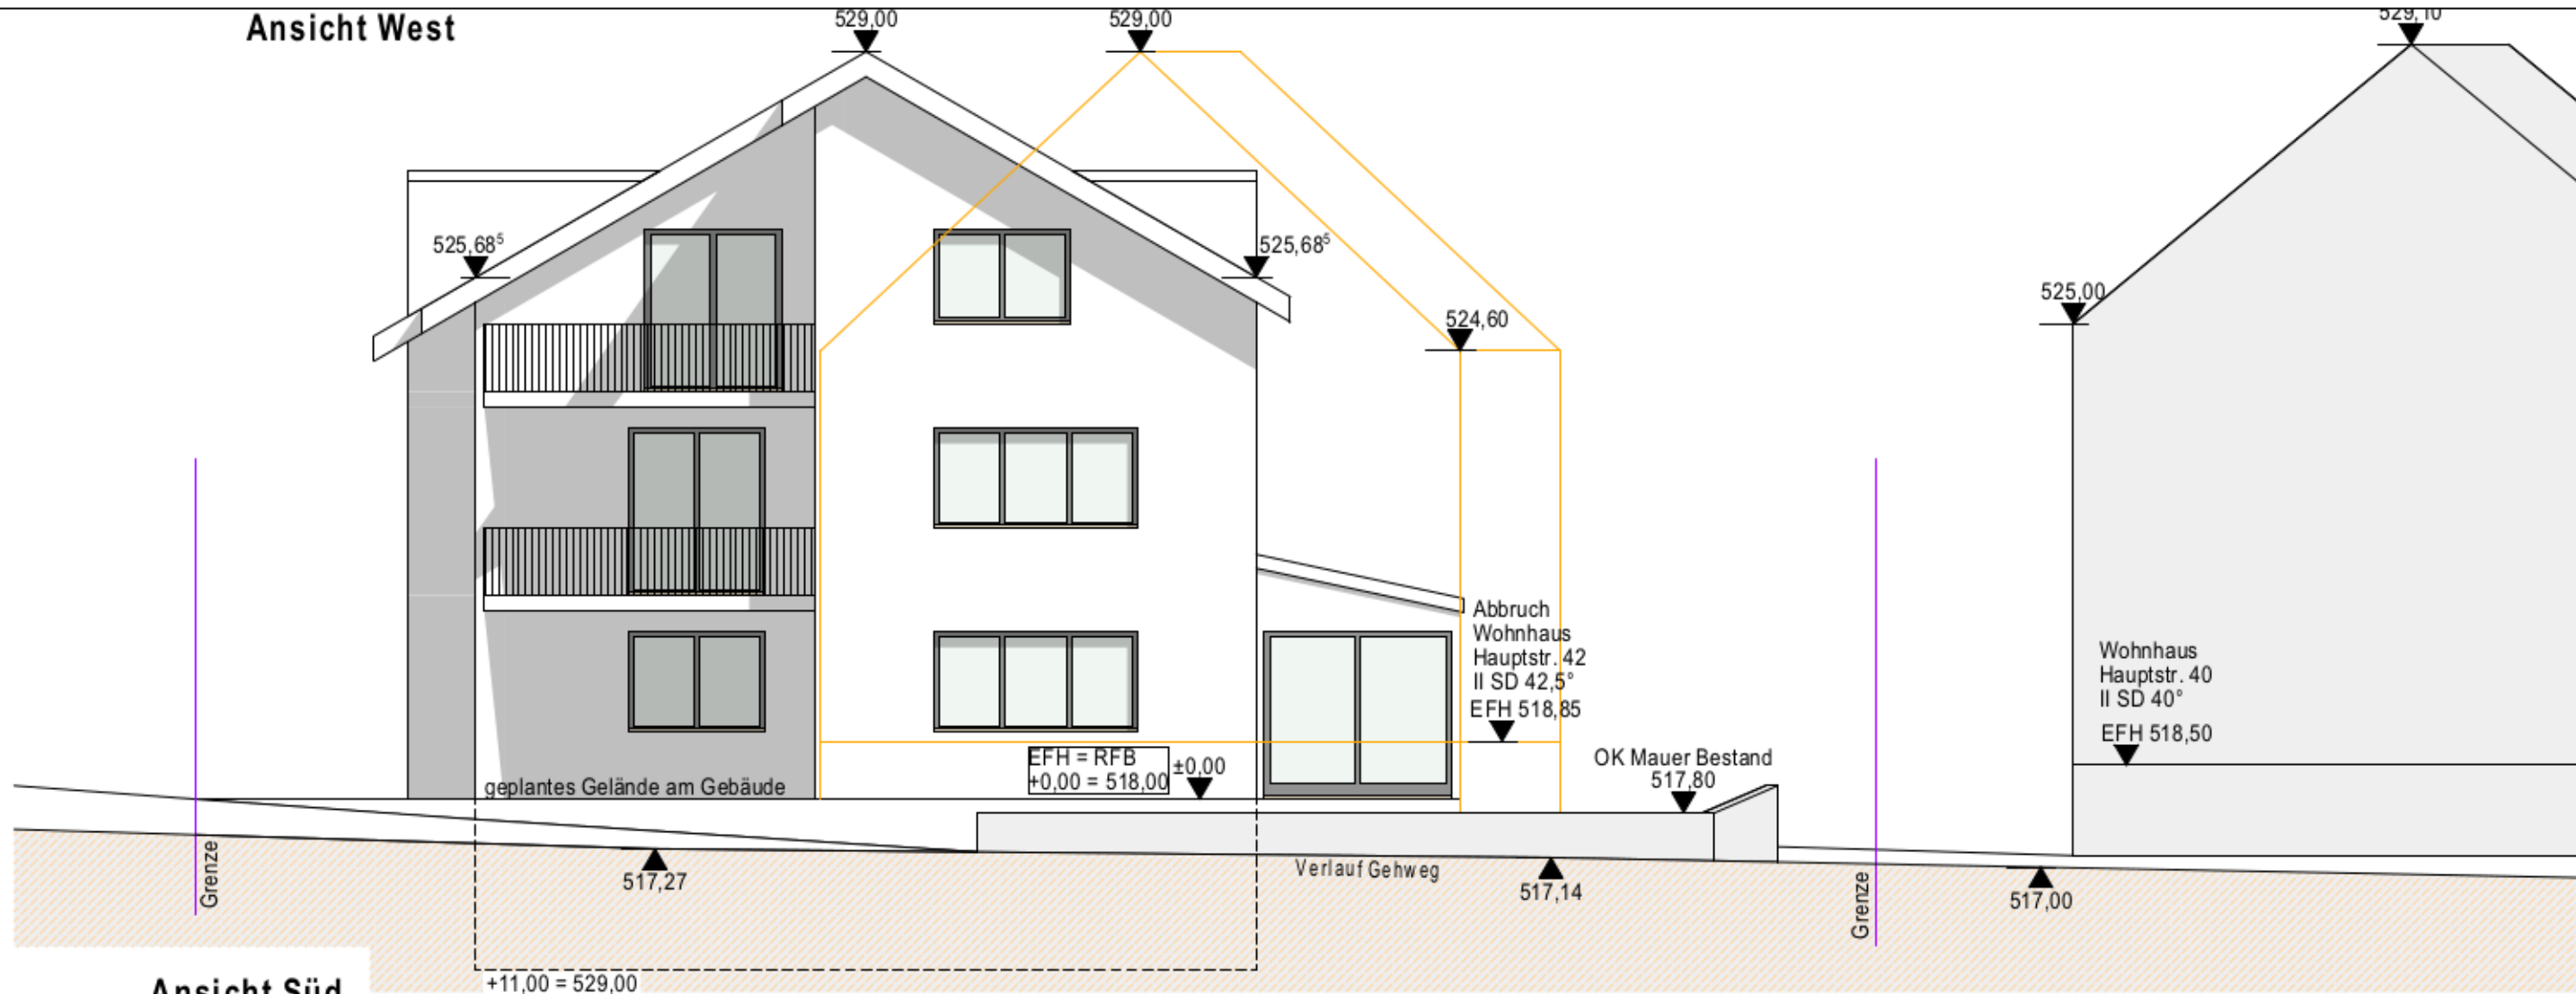 Ansicht West
529,00
529,00
529,10
525,68⁵
525,68⁵
525,00
524,60
Abbruch
Wohnhaus
Hauptstr. 42
II SD 42,5°
EFH 518,85
Wohnhaus
Hauptstr. 40
II SD 40°
EFH 518,50
EFH = RFB
+0,00 = 518,00
±0,00
OK Mauer Bestand
517,80
geplantes Gelände am Gebäude
Grenze
517,27
Verlauf Gehweg
517,14
Grenze
517,00
+11,00 = 529,00
Ansicht Süd